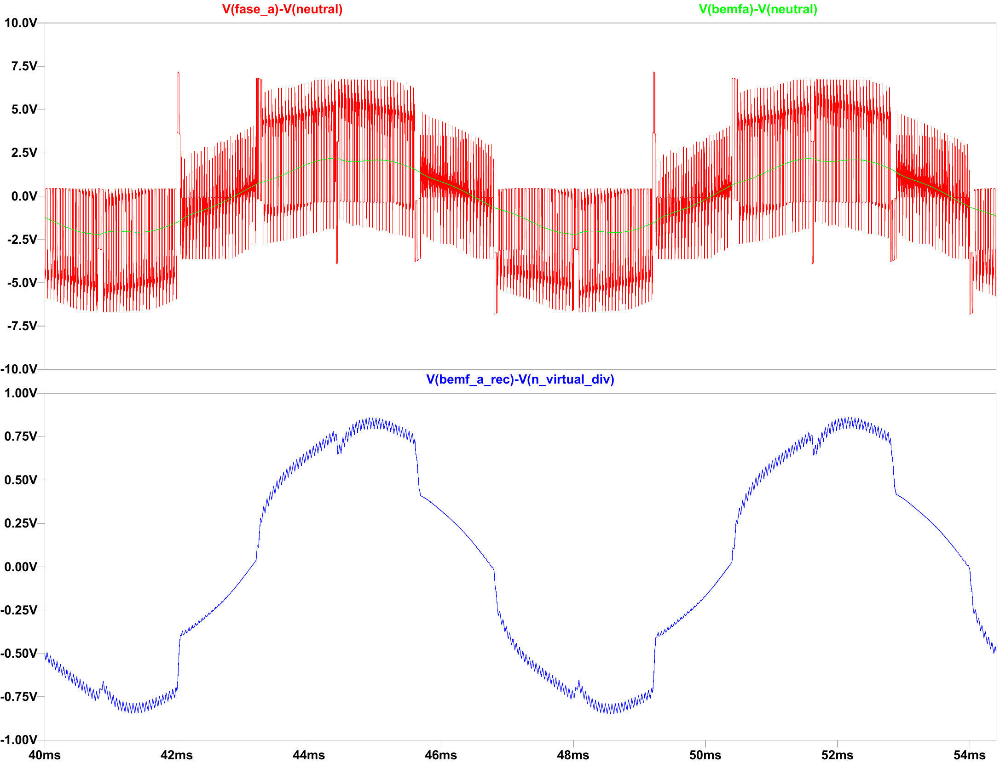 V(fase_a)-V(neutral) V(bemfa)-V(neutral)
10.0V
7.5V
5.0V
2.5V
0.0V
-2.5V
-5.0V
-7.5V
-10.0V
V(bemf_a_rec)-V(n_virtual_div)
1.00V
0.75V
0.50V
0.25V
0.00V
-0.25V
-0.50V
-0.75V
-1.00V
40ms 42ms 44ms 46ms 48ms 50ms 52ms 54ms